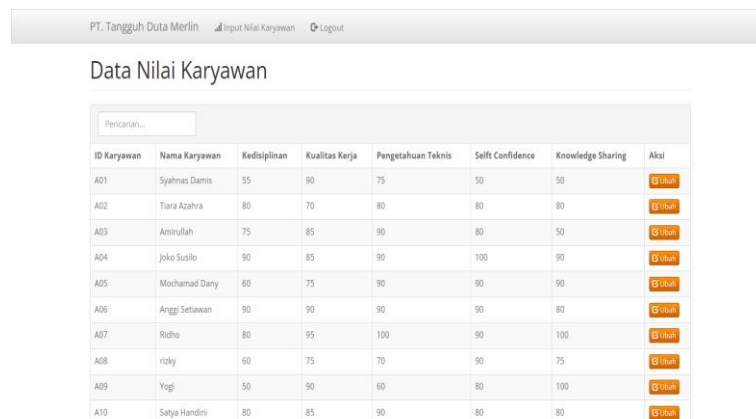 PT. Tangguh Duta Merlin Input Nilai Karyawan Logout
Data Nilai Karyawan
Pencarian...
ID Karyawan Nama Karyawan Kedisiplinan Kualitas Kerja Pengetahuan Teknis Selft Confidence Knowledge Sharing Aksi
A01 Syahnas Damis 55 90 75 50 50 Ubah
A02 Tiara Azahra 80 70 80 80 80 Ubah
A03 Amirullah 75 85 90 80 50 Ubah
A04 Joko Susilo 90 85 90 100 90 Ubah
A05 Mochamad Dany 60 75 90 90 90 Ubah
A06 Anggi Setiawan 90 90 90 90 80 Ubah
A07 Ridho 80 95 100 90 100 Ubah
A08 rizky 60 75 70 90 75 Ubah
A09 Yogi 50 90 60 80 100 Ubah
A10 Satya Handini 80 85 90 80 80 Ubah